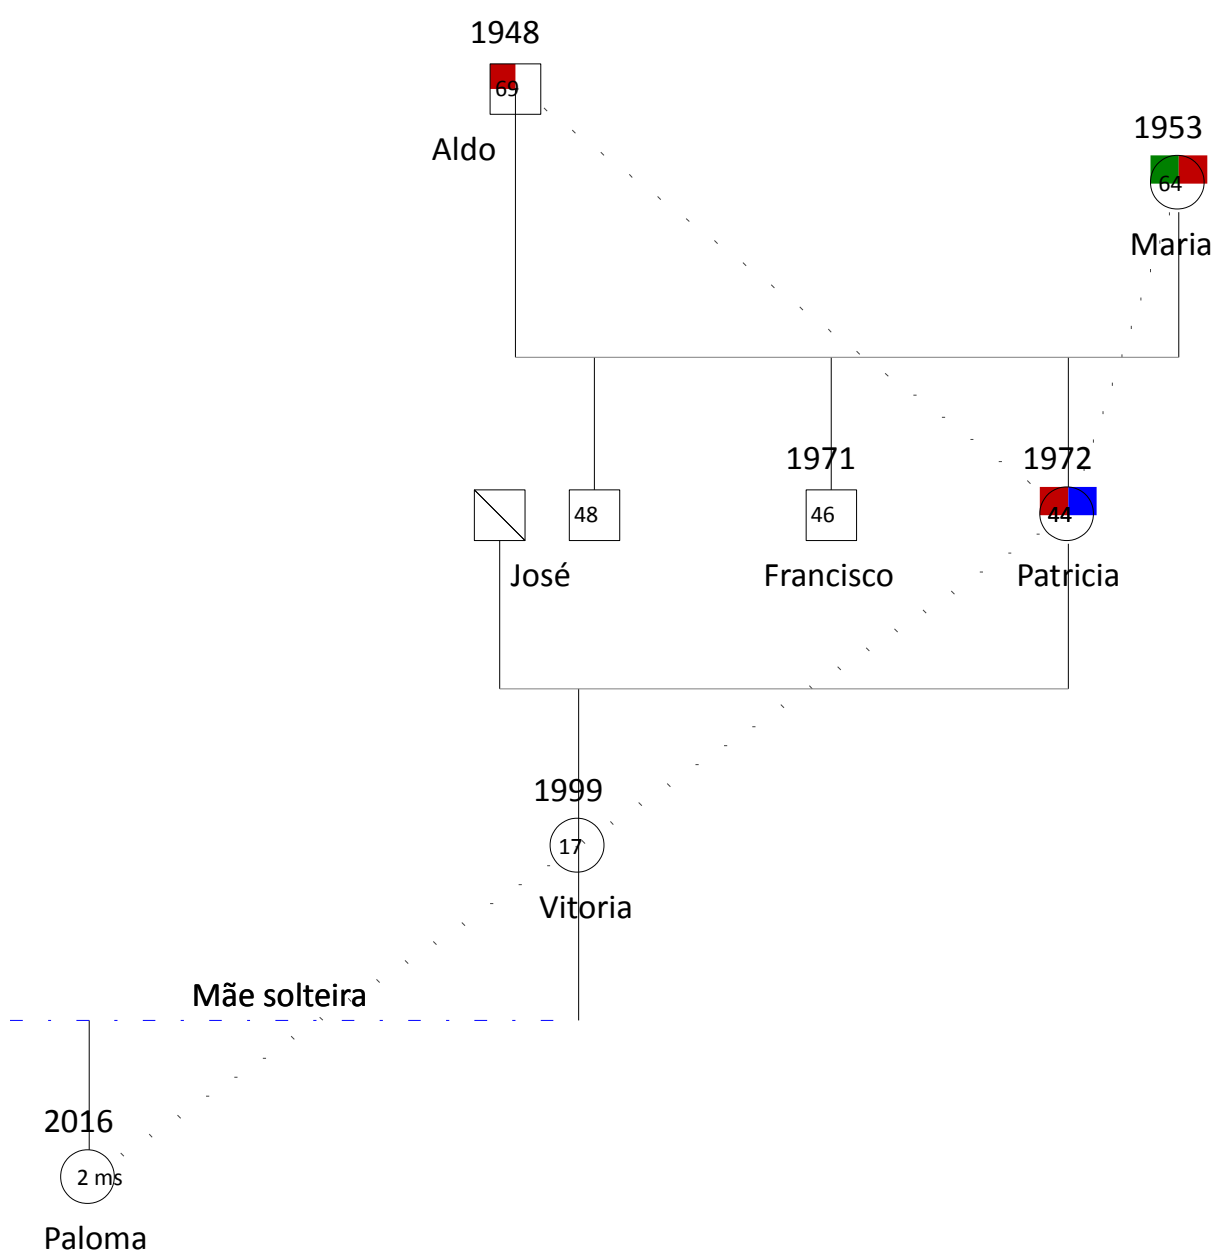 1948
69
Aldo
1953
64
Maria
1971
1972
48
46
44
José
Francisco
Patricia
1999
17
Vitoria
Mãe solteira
2016
2 ms
Paloma